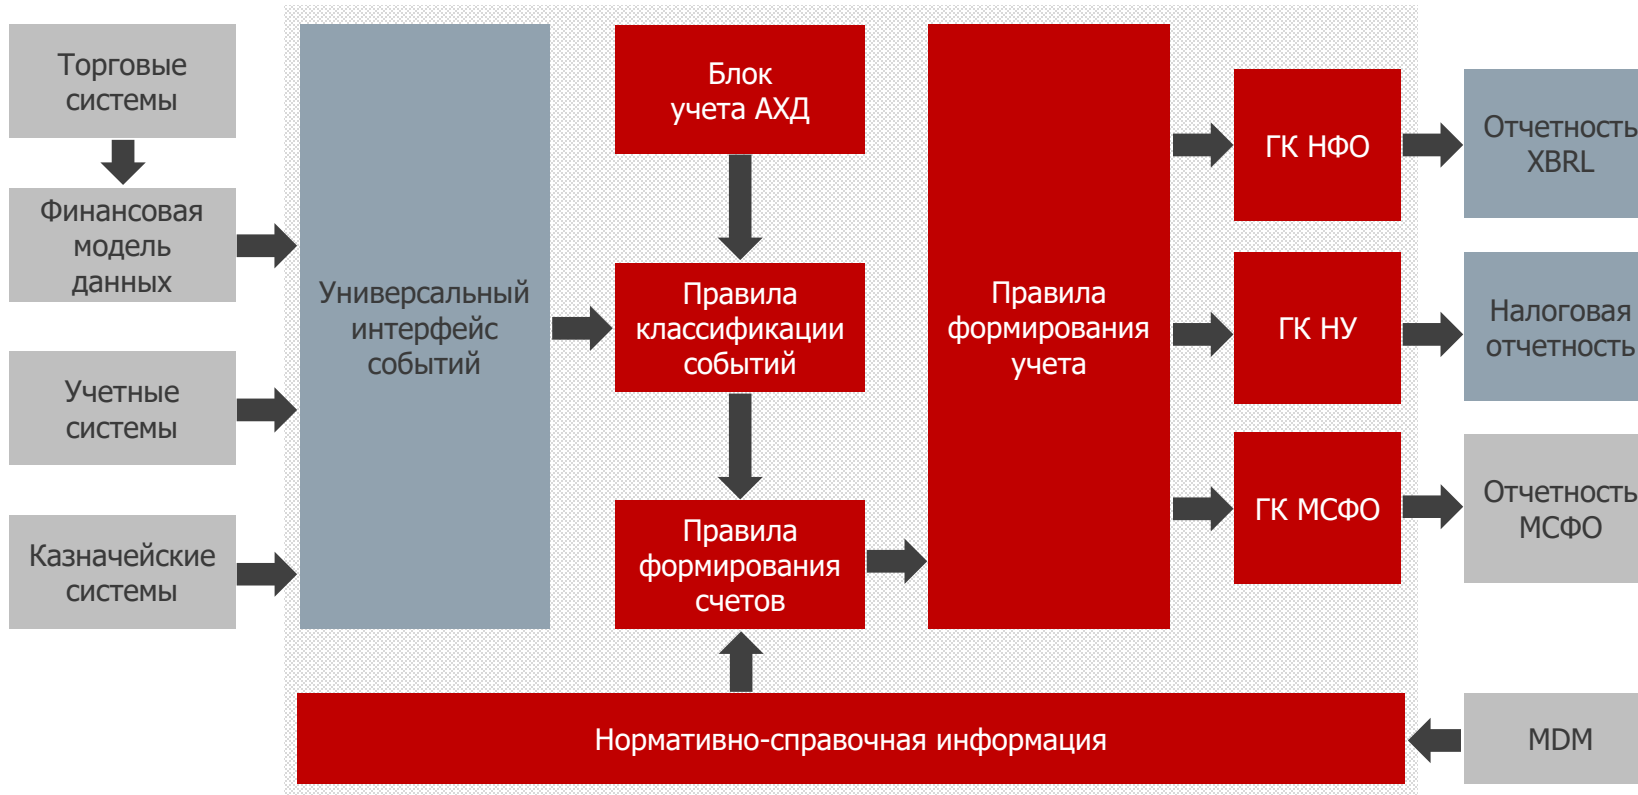 Торговые
системы
Финансовая
модель
данных
Учетные
системы
Казначейские
системы
Универсальный
интерфейс
событий
Блок
учета АХД
Правила
классификации
событий
Правила
формирования
счетов
Правила
формирования
учета
ГК НФО
ГК НУ
ГК МСФО
Отчетность
XBRL
Налоговая
отчетность
Отчетность
МСФО
Нормативно-справочная информация
MDM